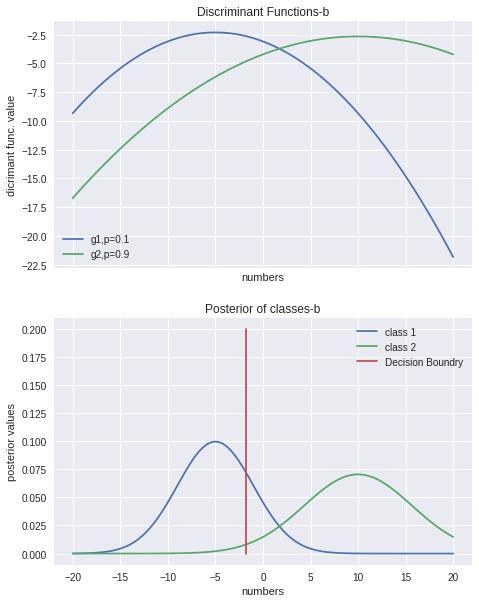 Discriminant Functions-b
dicrimant func. value
−2.5
−5.0
−7.5
−10.0
−12.5
−15.0
−17.5
−20.0
−22.5
g1,p=0.1
g2,p=0.9
numbers
Posterior of classes-b
posterior values
0.200
0.175
0.150
0.125
0.100
0.075
0.050
0.025
0.000
class 1
class 2
Decision Boundry
−20 −15 −10 −5 0 5 10 15 20
numbers